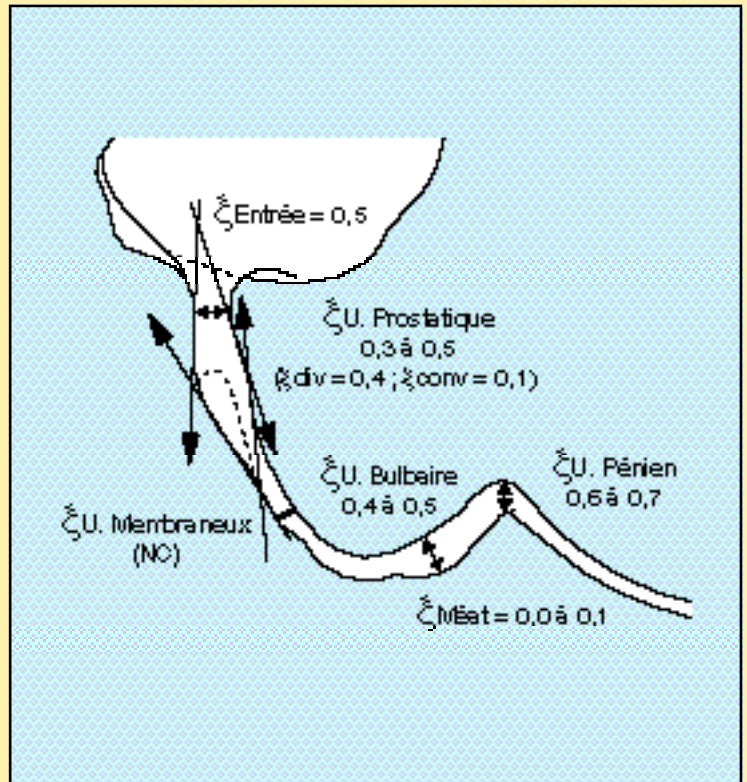 ξEntrée = 0,5
ξU. Prostatique
0,3 à 0,5
(ξdiv = 0,4 ; ξconv = 0,1)
ξU. Bulbaire
0,4 à 0,5
ξU. Pénien
0,6 à 0,7
ξU. Membraneux
(NC)
ξMéat = 0,0 à 0,1